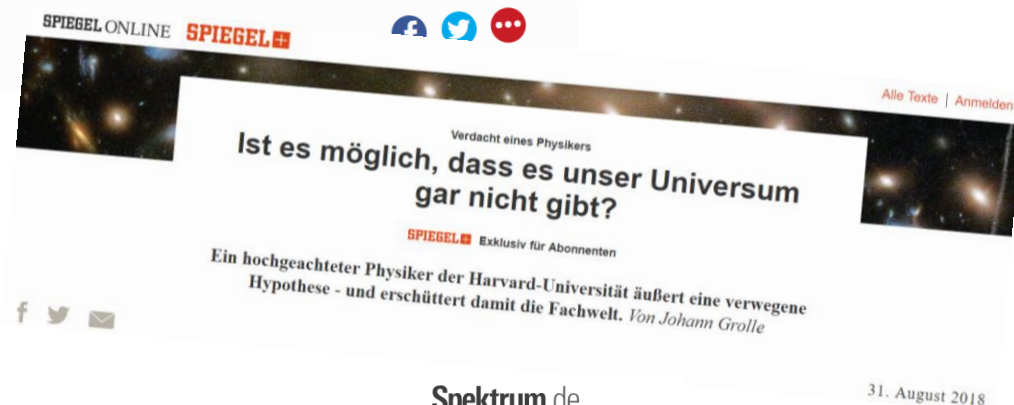 SPIEGEL ONLINE SPIEGEL+
Alle Texte | Anmelden
Verdacht eines Physikers
Ist es möglich, dass es unser Universum
gar nicht gibt?
SPIEGEL+ Exklusiv für Abonnenten
Ein hochgeachteter Physiker der Harvard-Universität äußert eine verwegene
Hypothese - und erschüttert damit die Fachwelt. Von Johann Grolle
31. August 2018
Spektrum.de